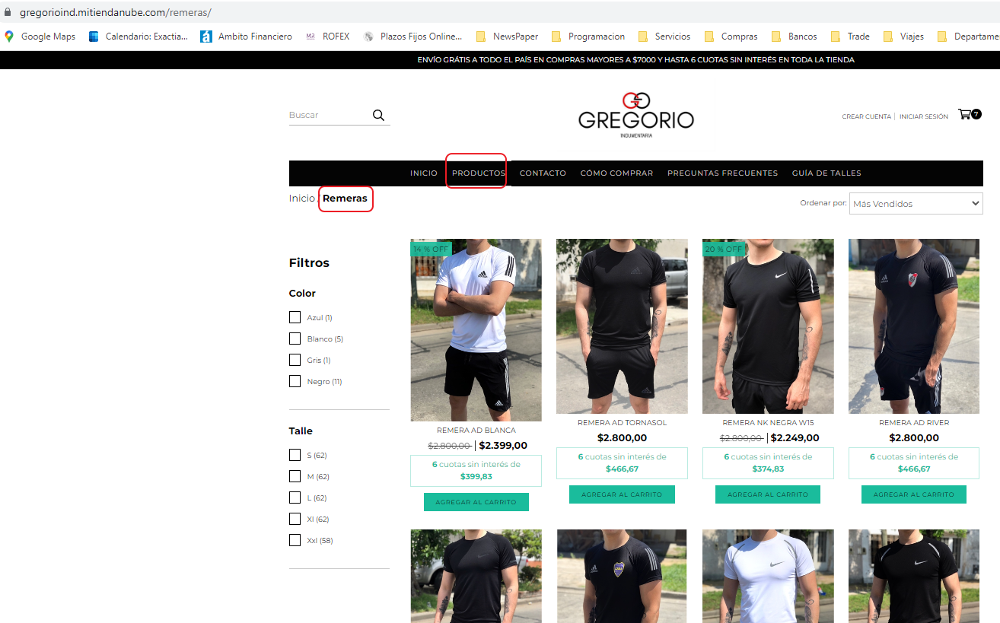 gregorioind.mitiendanube.com/remeras/
Google Maps Calendario: Exactia... Ambito Financiero ROFEX Plazos Fijos Online... NewsPaper Programacion Servicios Compras Bancos Trade Viajes Departame
ENVÍO GRÁTIS A TODO EL PAÍS EN COMPRAS MAYORES A $7000 Y HASTA 6 CUOTAS SIN INTERÉS EN TODA LA TIENDA
Buscar
GREGORIO
INDUMENTARIA
CREAR CUENTA | INICIAR SESIÓN 7
INICIO PRODUCTOS CONTACTO CÓMO COMPRAR PREGUNTAS FRECUENTES GUÍA DE TALLES
Inicio / Remeras
Ordenar por: Más Vendidos
Filtros
Color
Azul (1)
Blanco (5)
Gris (1)
Negro (11)
Talle
S (62)
M (62)
L (62)
Xl (62)
Xxl (58)
14 % OFF
REMERA AD BLANCA
$2.800,00 | $2.399,00
6 cuotas sin interés de
$399,83
AGREGAR AL CARRITO
REMERA AD TORNASOL
$2.800,00
6 cuotas sin interés de
$466,67
AGREGAR AL CARRITO
20 % OFF
REMERA NK NEGRA W15
$2.800,00 | $2.249,00
6 cuotas sin interés de
$374,83
AGREGAR AL CARRITO
REMERA AD RIVER
$2.800,00
6 cuotas sin interés de
$466,67
AGREGAR AL CARRITO